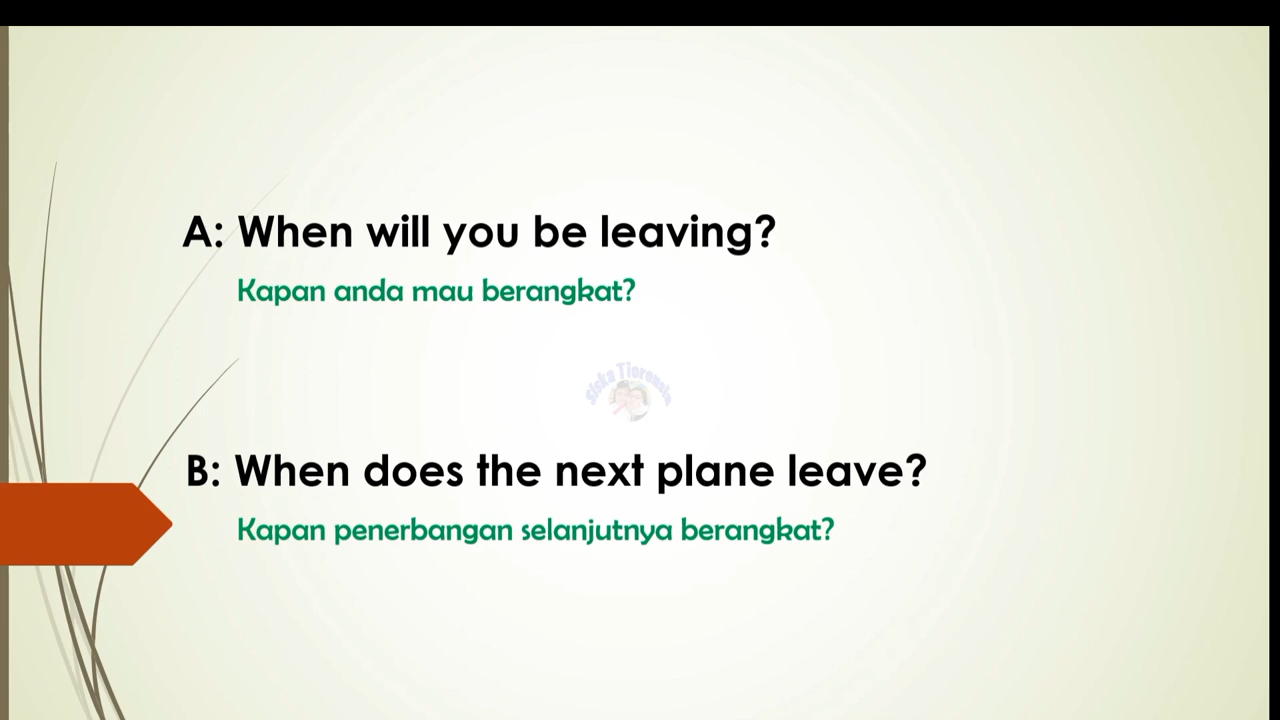 A: When will you be leaving?
Kapan anda mau berangkat?
Siska
B: When does the next plane leave?
Kapan penerbangan selanjutnya berangkat?